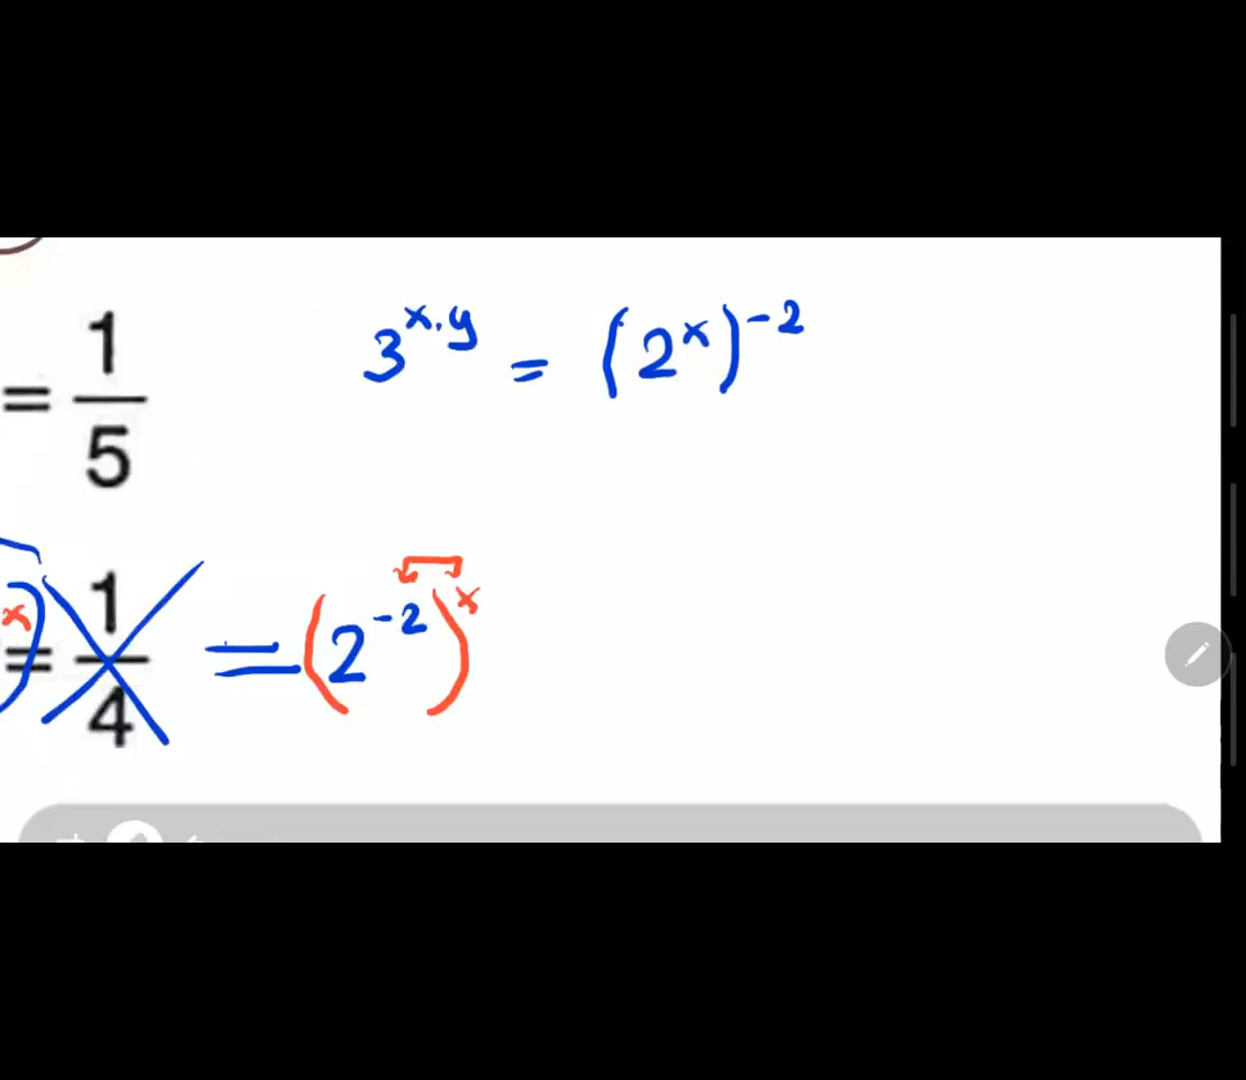 = 1/5
3^{x.y} = (2^x)^{-2}
x) = 1/4 = (2^{-2})^x